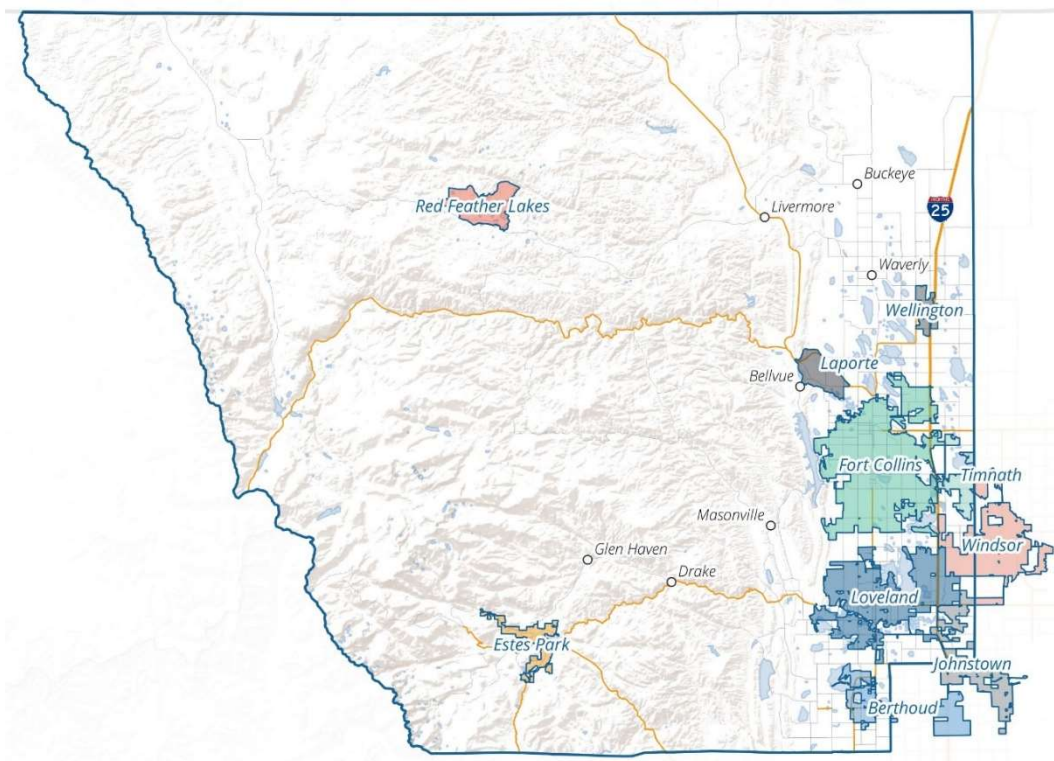 Buckeye
Red Feather Lakes
Livermore
25
Waverly
Wellington
Laporte
Bellvue
Fort Collins
Timnath
Masonville
Windsor
Glen Haven
Drake
Loveland
Estes Park
Johnstown
Berthoud